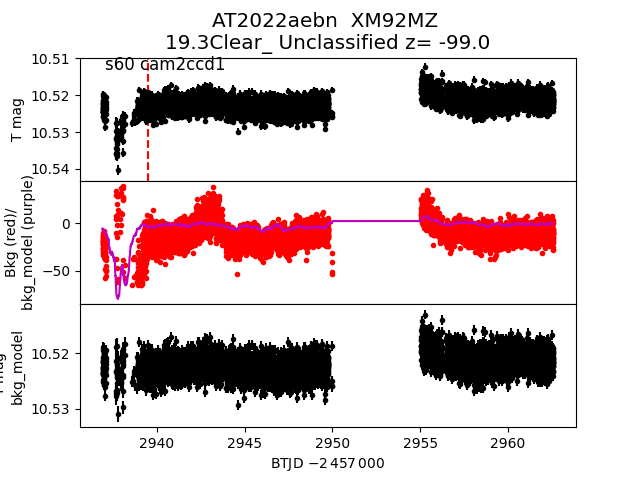 AT2022aebn  XM92MZ
19.3Clear_ Unclassified z= -99.0
s60 cam2ccd1
10.51
10.52
10.53
10.54
T mag
0
−50
Bkg (red)/
bkg_model (purple)
10.52
10.53
mag
bkg_model
2940 2945 2950 2955 2960
BTJD −2 457 000